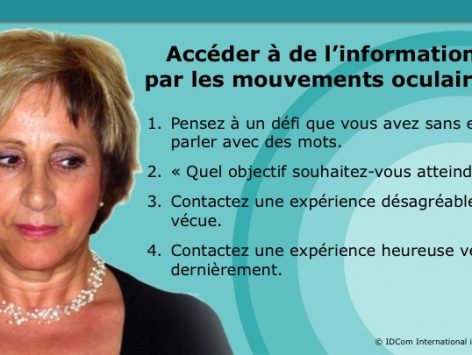 Accéder à de l’information
par les mouvements oculair
1. Pensez à un défi que vous avez sans e
parler avec des mots.
2. « Quel objectif souhaitez-vous atteind
3. Contactez une expérience désagréable
vécue.
4. Contactez une expérience heureuse ve
dernièrement.
© IDCom International i